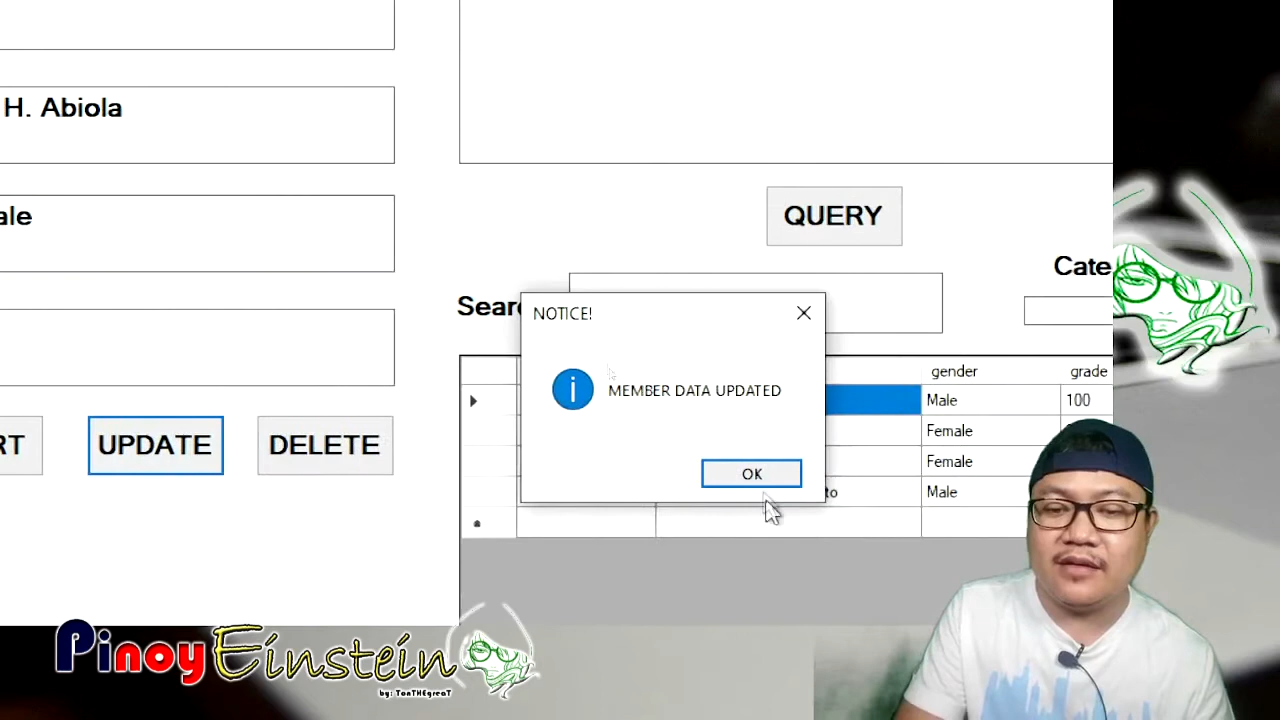 H. Abiola
ale
RT
UPDATE
DELETE
QUERY
Cate
Sear
NOTICE!
MEMBER DATA UPDATED
OK
gender
grade
Male
100
Female
Female
to
Male
PinoyEinstein
by: TonTHEgreaT